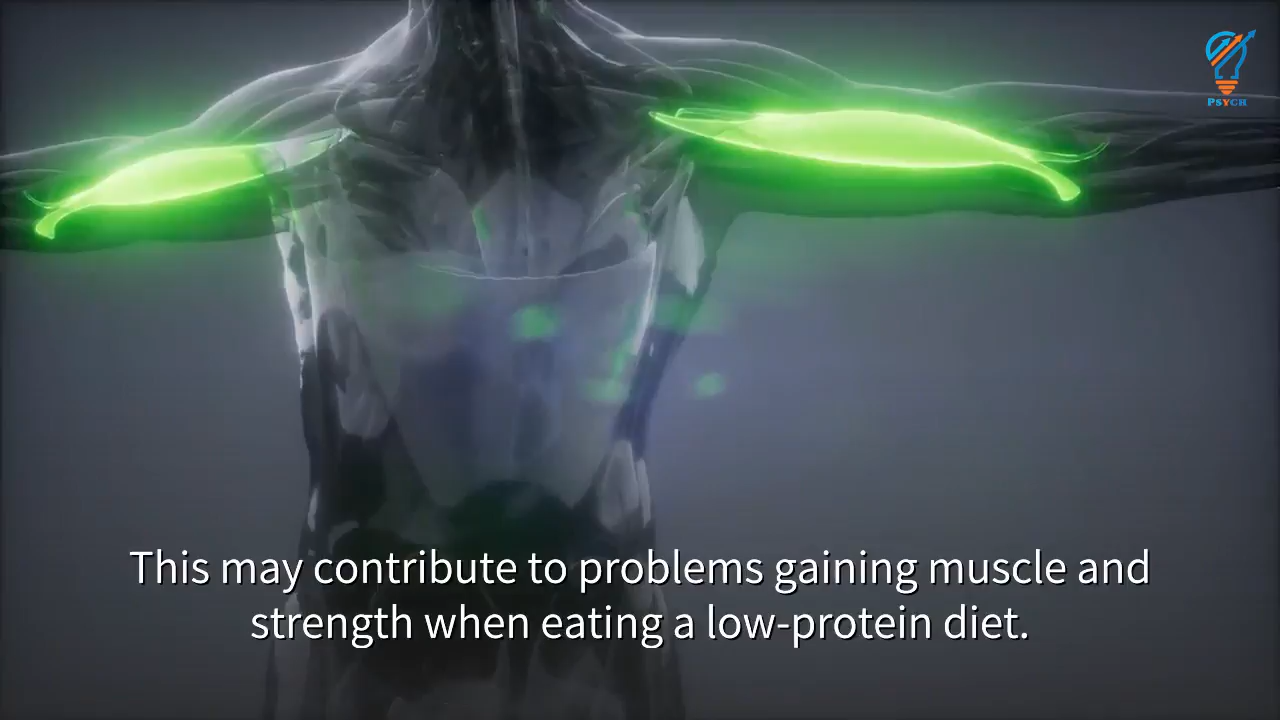 PSYCH
This may contribute to problems gaining muscle and
strength when eating a low-protein diet.